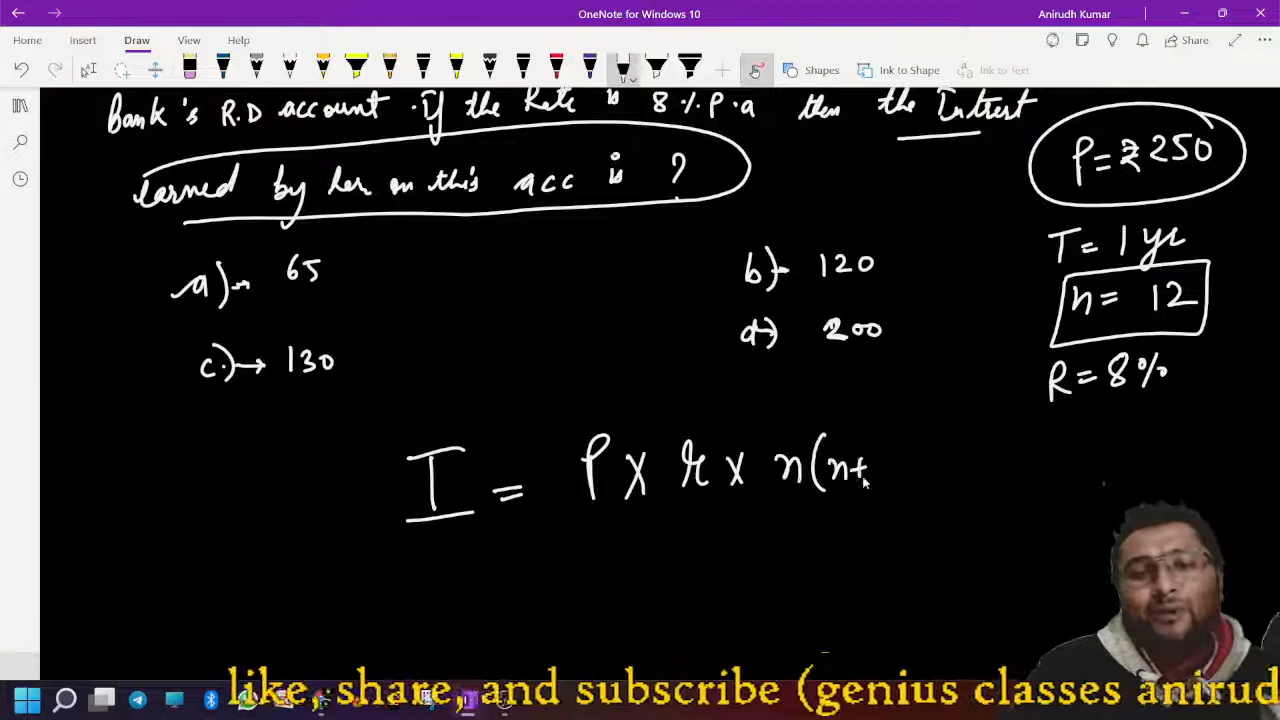 OneNote for Windows 10
Anirudh Kumar
Home Insert Draw View Help
Share
Shapes
Ink to Shape
Ink to Text
Bank's R.D account . If the Rate is 8 % P.a then the Intrest
earned by her on this acc is ?
P = ₹ 250
T = 1 yr
n = 12
R = 8%
a) → 65
b) → 120
c.) → 130
d) 200
I = P x r x n(n+
like, share, and subscribe (genius classes anirud